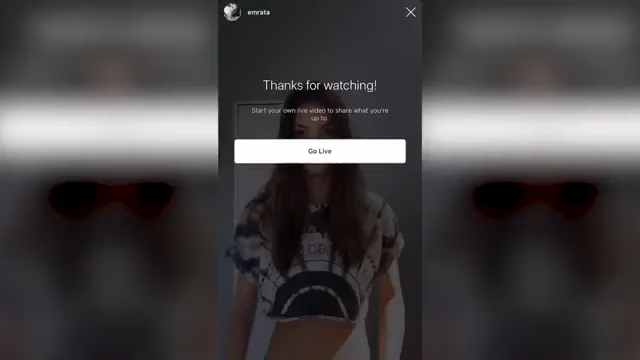 emrata
Thanks for watching!
Start your own live video to share what you're
up to.
Go Live